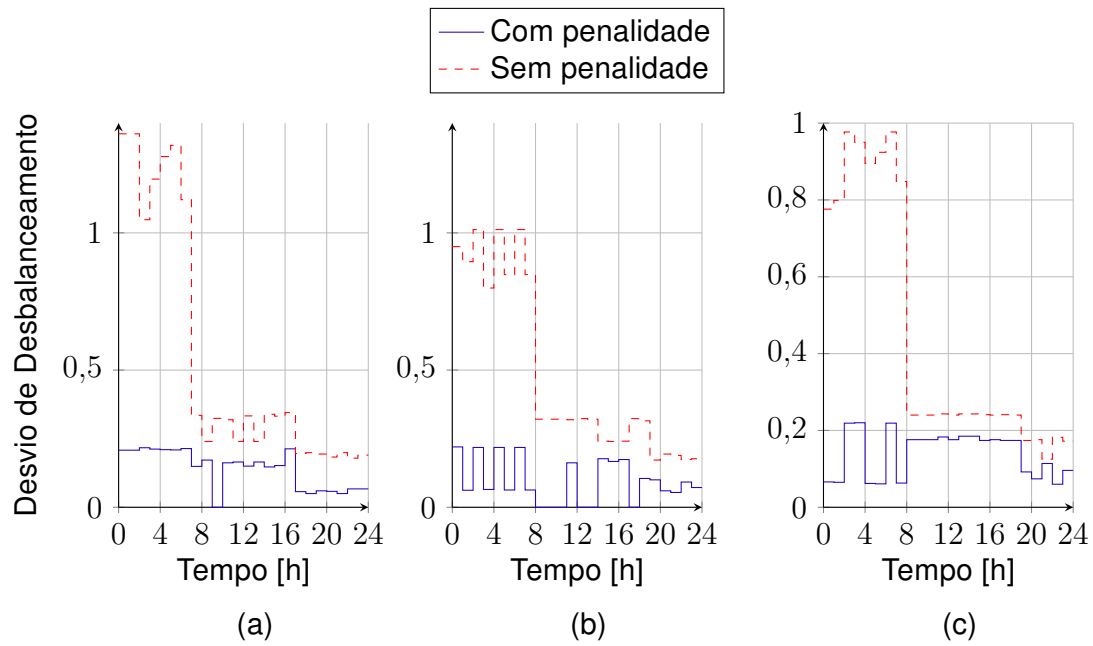 Com penalidade
Sem penalidade
Desvio de Desbalanceamento
1
0,5
0
0 4 8 12 16 20 24
Tempo [h]
(a)
1
0,5
0
0 4 8 12 16 20 24
Tempo [h]
(b)
1
0,8
0,6
0,4
0,2
0
0 4 8 12 16 20 24
Tempo [h]
(c)